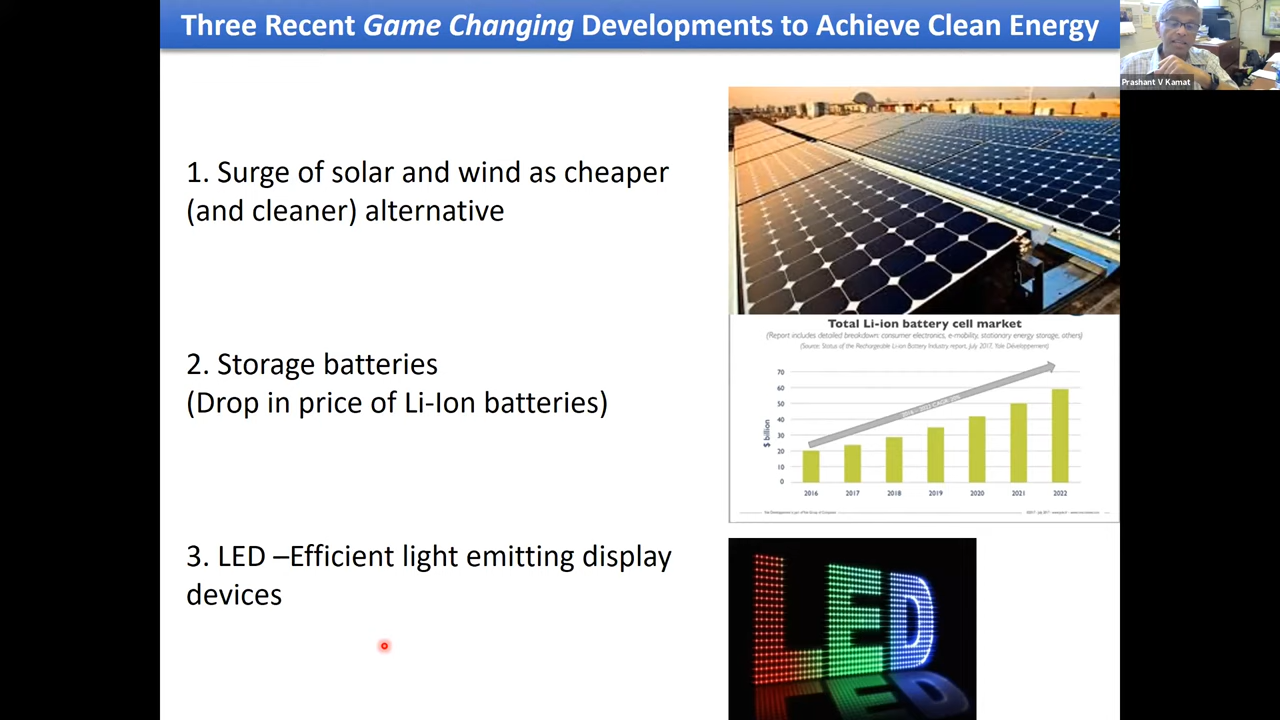 Three Recent Game Changing Developments to Achieve Clean Energy
Prashant V Kamat
1. Surge of solar and wind as cheaper
(and cleaner) alternative
2. Storage batteries
(Drop in price of Li-Ion batteries)
3. LED –Efficient light emitting display
devices
Total Li-ion battery cell market
(Report includes detailed breakdown: consumer electronics, e-mobility, stationary energy storage, others)
(Source: Status of the Rechargeable Li-ion Battery Industry report, July 2017, Yole Développement)
70
60
50
40
30
20
10
0
$ billion
2016 2017 2018 2019 2020 2021 2022
LED